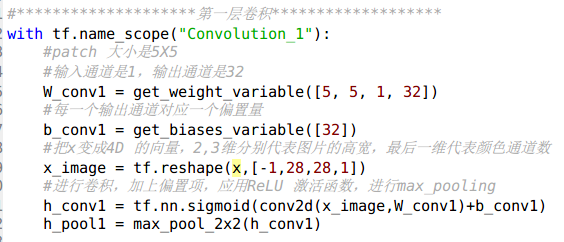 #********************第一层卷积*******************
with tf.name_scope("Convolution_1"):
#patch 大小是5X5
#输入通道是1，输出通道是32
W_conv1 = get_weight_variable([5, 5, 1, 32])
#每一个输出通道对应一个偏置量
b_conv1 = get_biases_variable([32])
#把x变成4D 的向量，2,3维分别代表图片的高宽，最后一维代表颜色通道数
x_image = tf.reshape(x,[-1,28,28,1])
#进行卷积，加上偏置项，应用ReLU 激活函数，进行max_pooling
h_conv1 = tf.nn.sigmoid(conv2d(x_image,W_conv1)+b_conv1)
h_pool1 = max_pool_2x2(h_conv1)